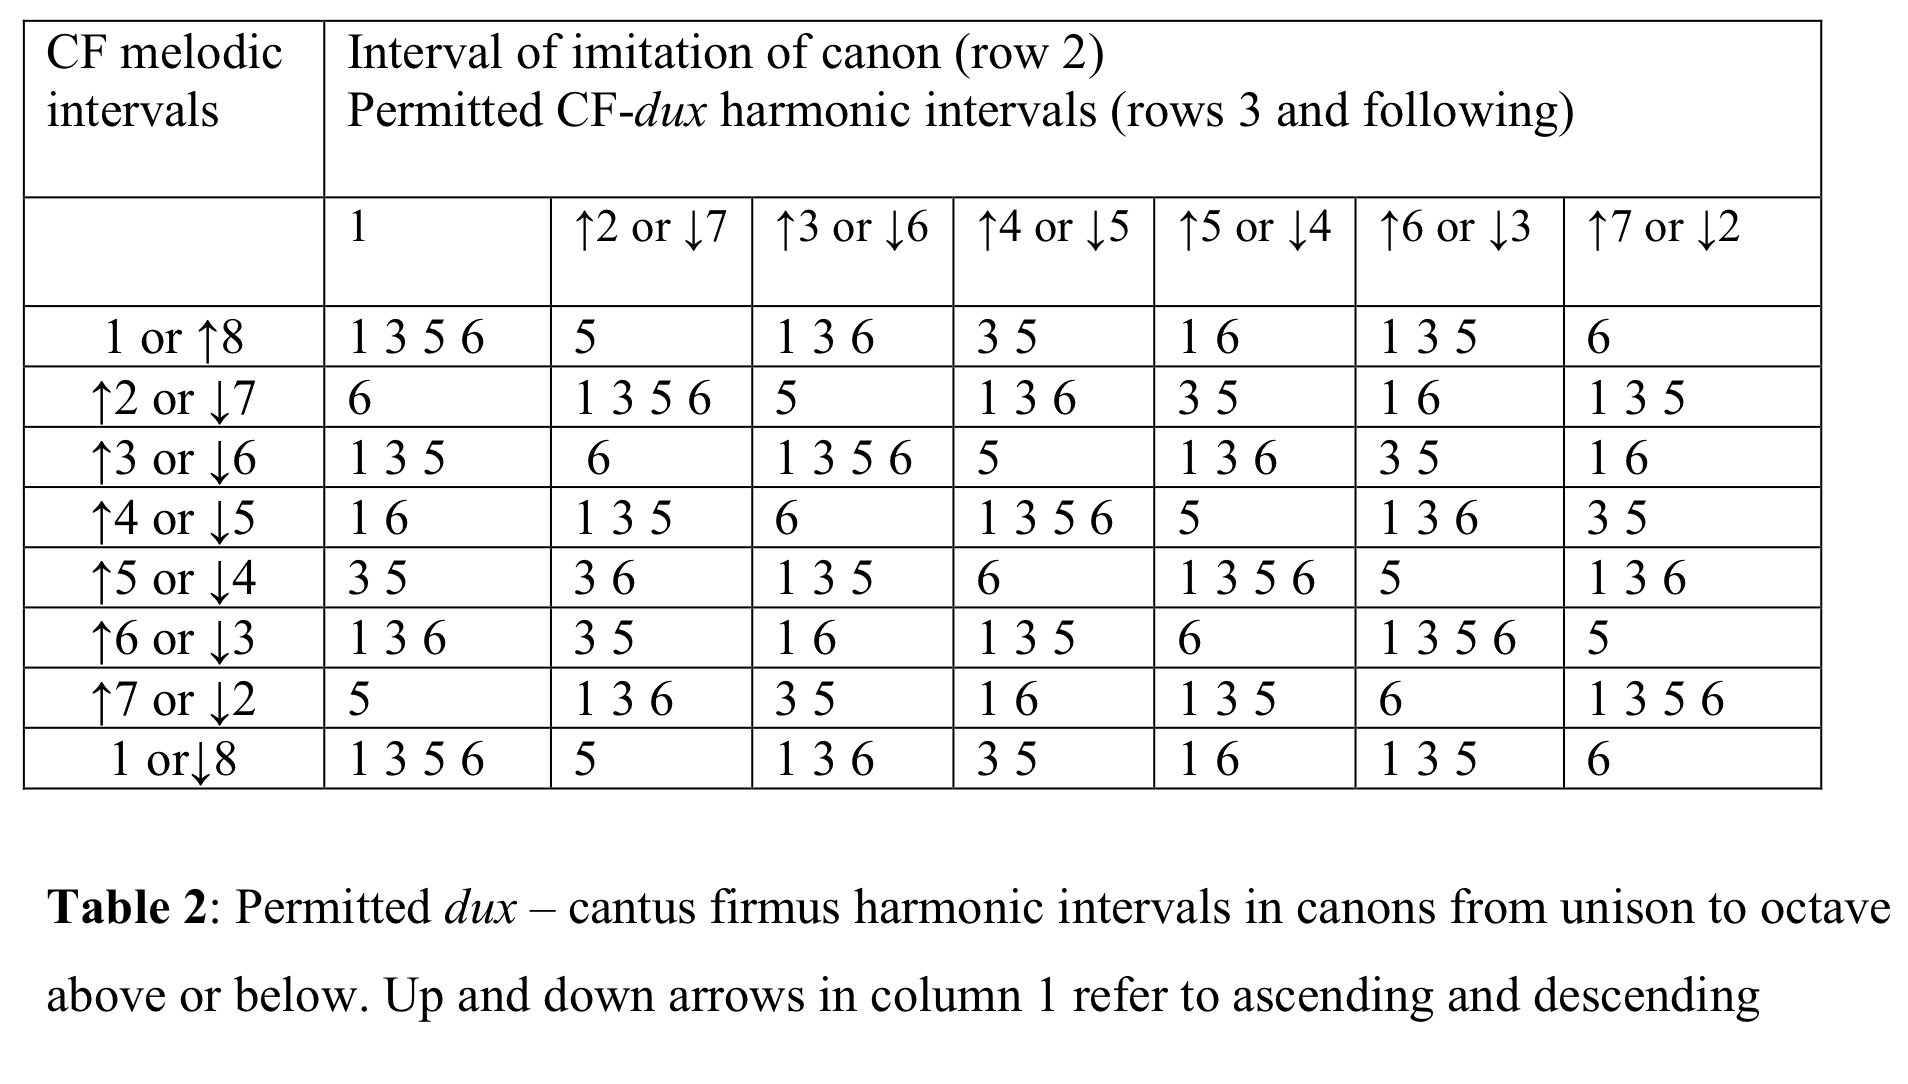 CF melodic intervals | Interval of imitation of canon (row 2) Permitted CF-dux harmonic intervals (rows 3 and following)
1 | ↑2 or ↓7 | ↑3 or ↓6 | ↑4 or ↓5 | ↑5 or ↓4 | ↑6 or ↓3 | ↑7 or ↓2
1 or ↑8 | 1 3 5 6 | 5 | 1 3 6 | 3 5 | 1 6 | 1 3 5 | 6
↑2 or ↓7 | 6 | 1 3 5 6 | 5 | 1 3 6 | 3 5 | 1 6 | 1 3 5
↑3 or ↓6 | 1 3 5 | 6 | 1 3 5 6 | 5 | 1 3 6 | 3 5 | 1 6
↑4 or ↓5 | 1 6 | 1 3 5 | 6 | 1 3 5 6 | 5 | 1 3 6 | 3 5
↑5 or ↓4 | 3 5 | 3 6 | 1 3 5 | 6 | 1 3 5 6 | 5 | 1 3 6
↑6 or ↓3 | 1 3 6 | 3 5 | 1 6 | 1 3 5 | 6 | 1 3 5 6 | 5
↑7 or ↓2 | 5 | 1 3 6 | 3 5 | 1 6 | 1 3 5 | 6 | 1 3 5 6
1 or↓8 | 1 3 5 6 | 5 | 1 3 6 | 3 5 | 1 6 | 1 3 5 | 6
Table 2: Permitted dux – cantus firmus harmonic intervals in canons from unison to octave
above or below. Up and down arrows in column 1 refer to ascending and descending